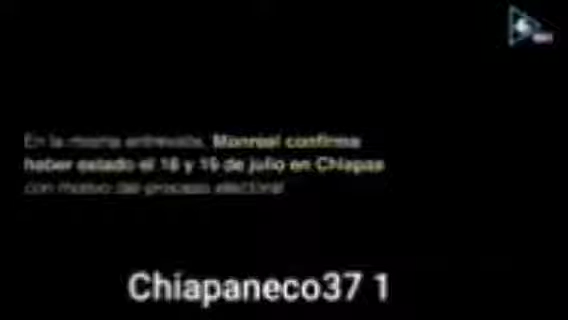 En la misma entrevista, Monreal confirma
haber estado el 18 y 19 de julio en Chiapas
con motivo del proceso electoral
Chiapaneco37 1